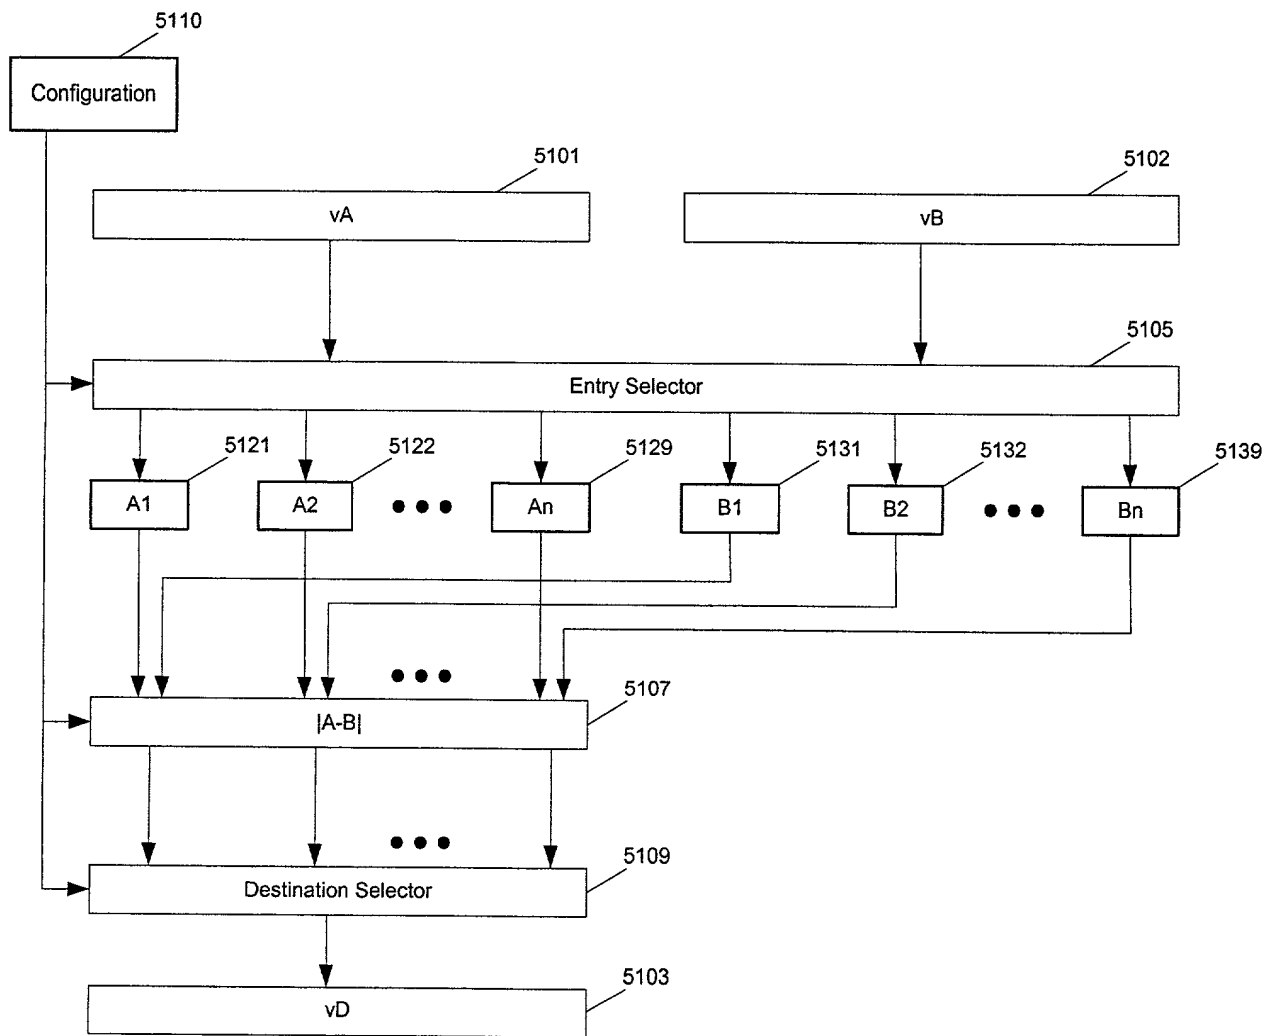 5110
Configuration
5101
5102
vA
vB
5105
Entry Selector
5121
5122
5129
5131
5132
5139
A1
A2
An
B1
B2
Bn
5107
|A-B|
5109
Destination Selector
5103
vD